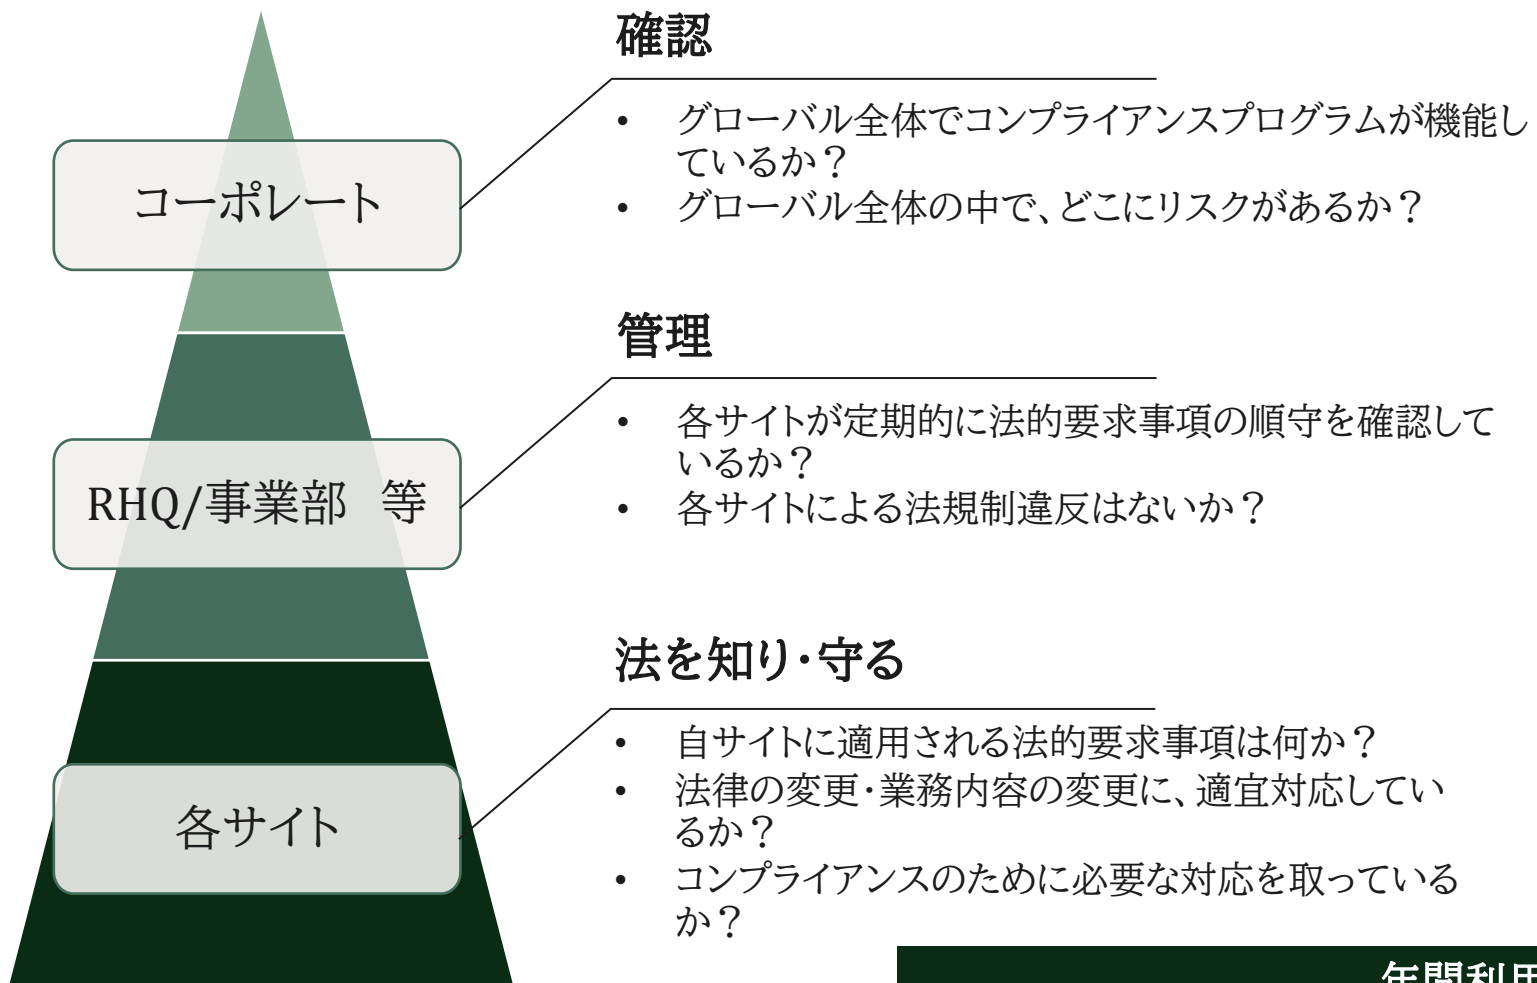 確認
• グローバル全体でコンプライアンスプログラムが機能し
ているか？
• グローバル全体の中で、どこにリスクがあるか？
コーポレート
管理
• 各サイトが定期的に法的要求事項の順守を確認して
いるか？
• 各サイトによる法規制違反はないか？
RHQ/事業部　等
法を知り・守る
• 自サイトに適用される法的要求事項は何か？
• 法律の変更・業務内容の変更に、適宜対応してい
るか？
• コンプライアンスのために必要な対応を取っている
か？
各サイト
年間利用